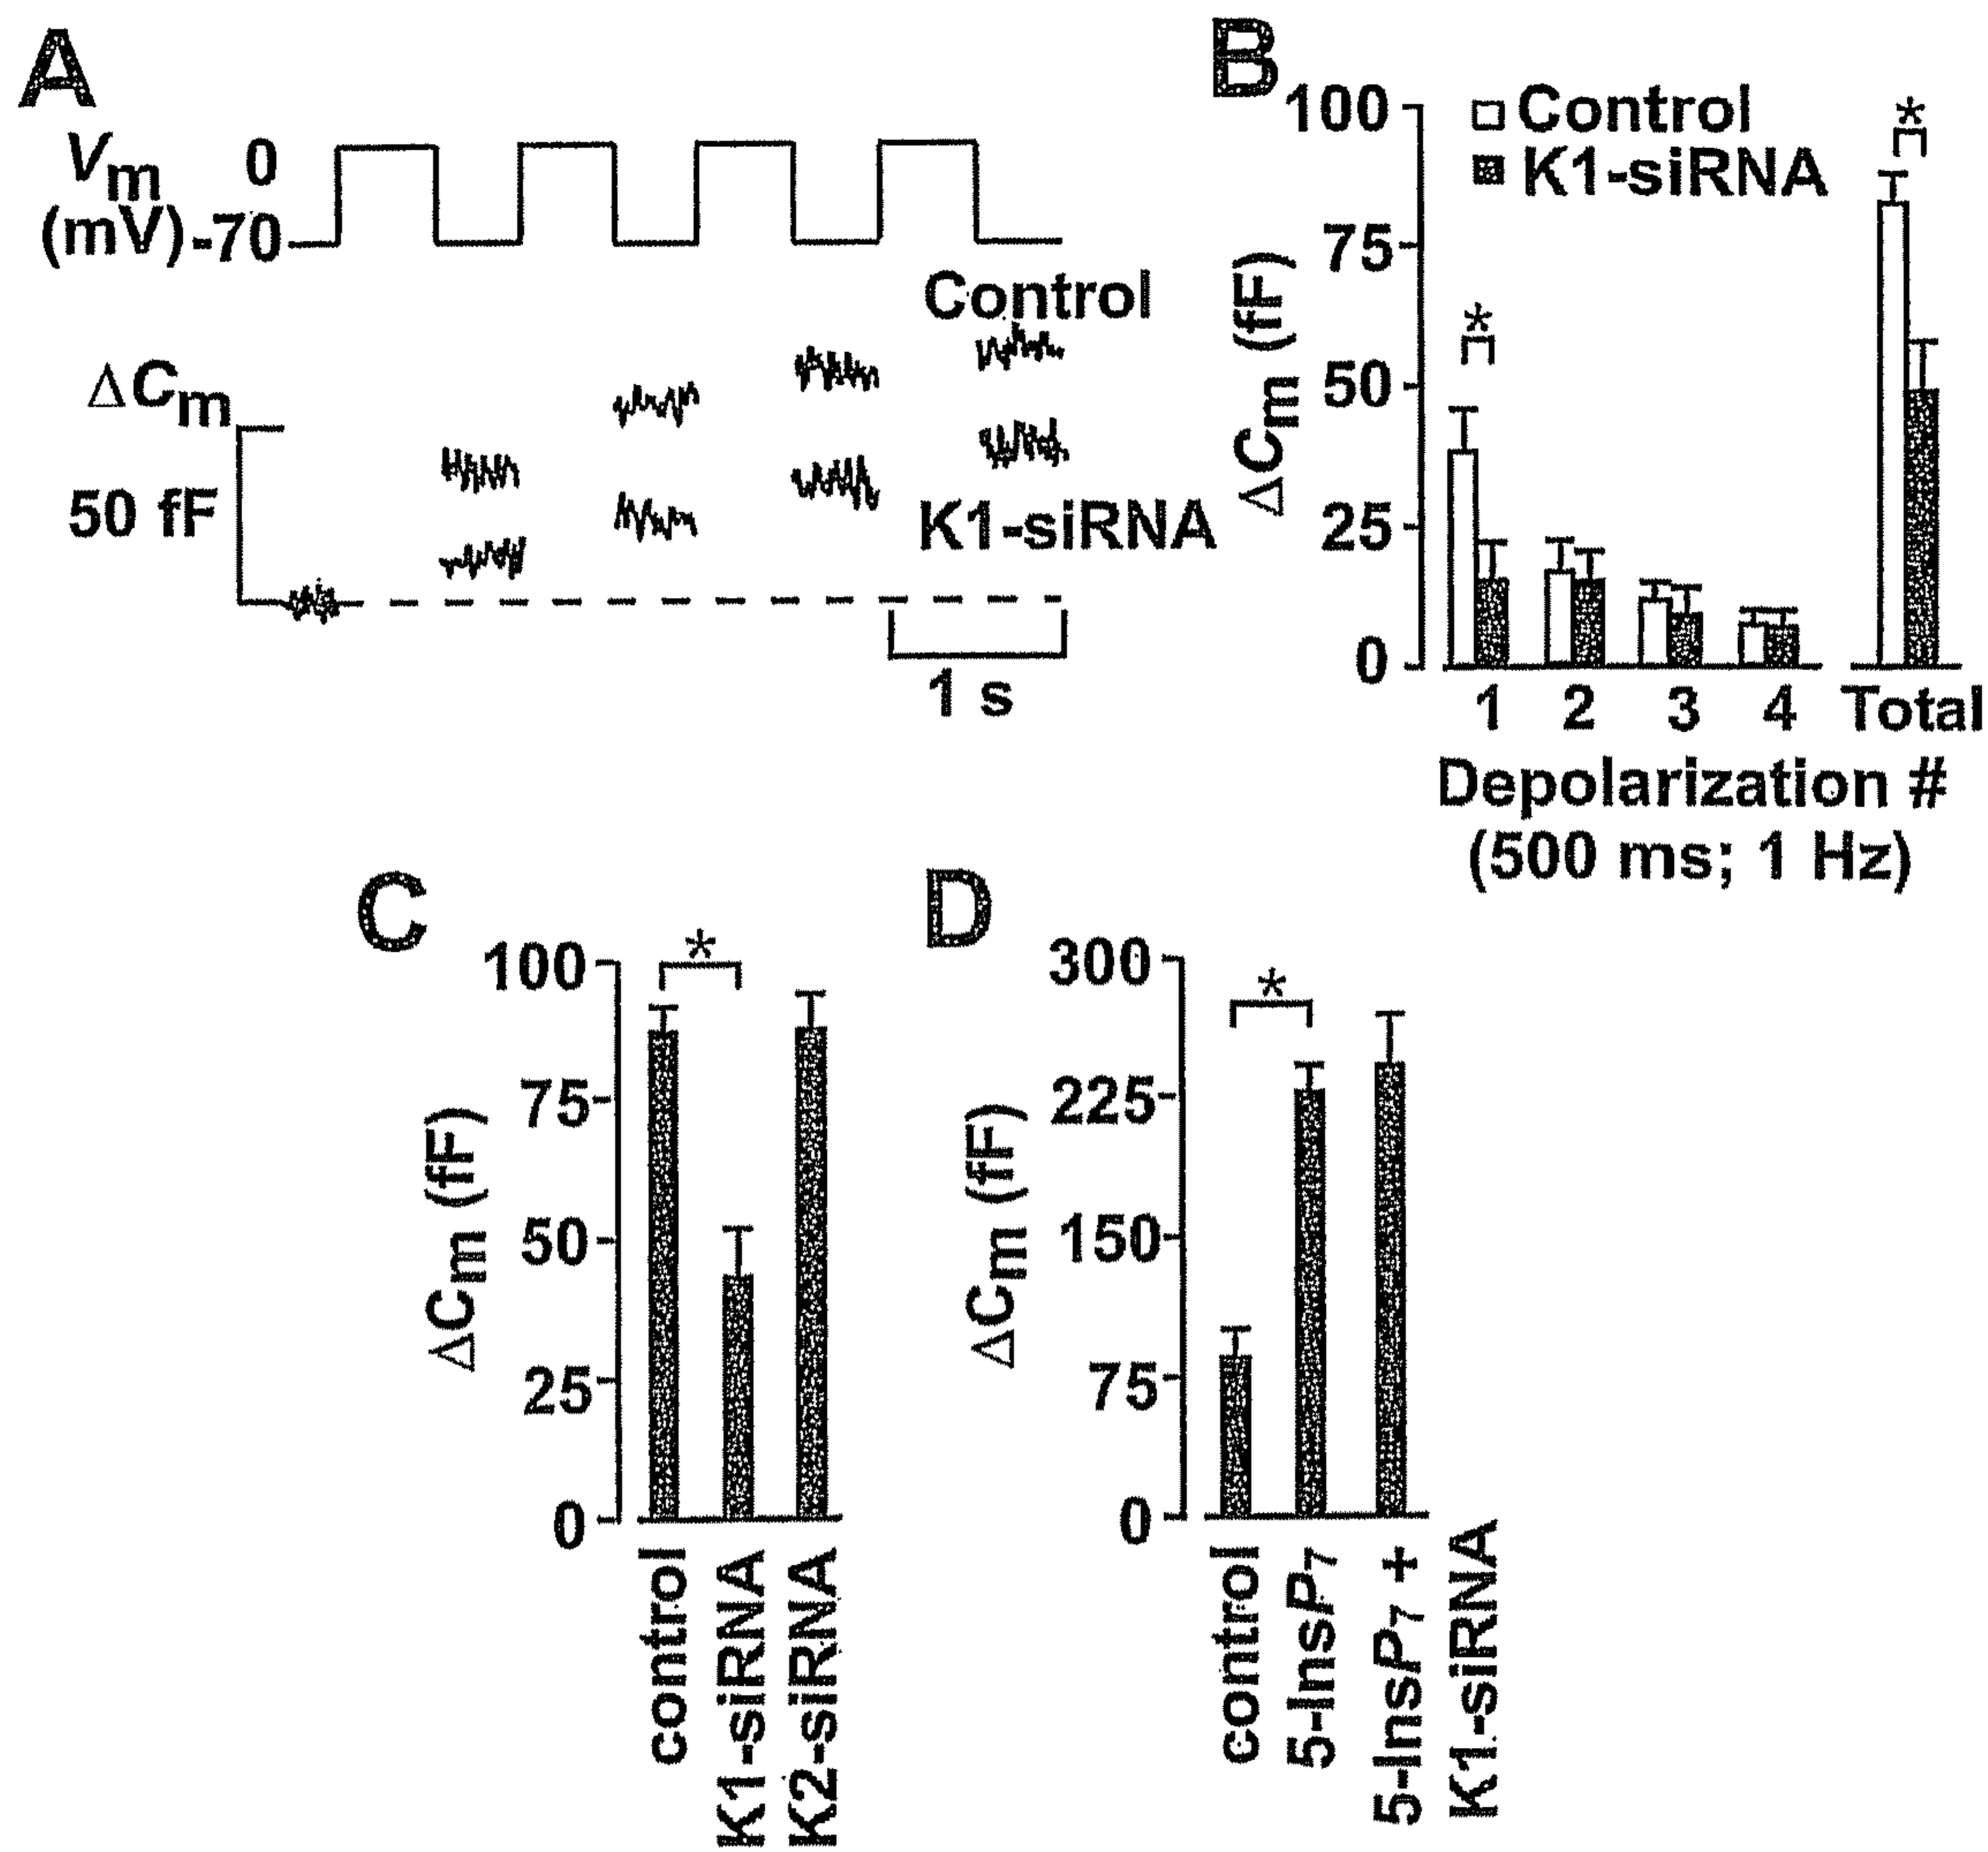 A
Vm
(mV)
0
-70
Control
ΔCm
50 fF
K1-siRNA
1 s
B
100
75
50
25
0
ΔCm (fF)
Control
K1-siRNA
*
*
1 2 3 4 Total
Depolarization #
(500 ms; 1 Hz)
C
100
75
50
25
0
ΔCm (fF)
*
control
K1-siRNA
K2-siRNA
D
300
225
150
75
0
ΔCm (fF)
*
control
5-InsP7
5-InsP7 +
K1-siRNA